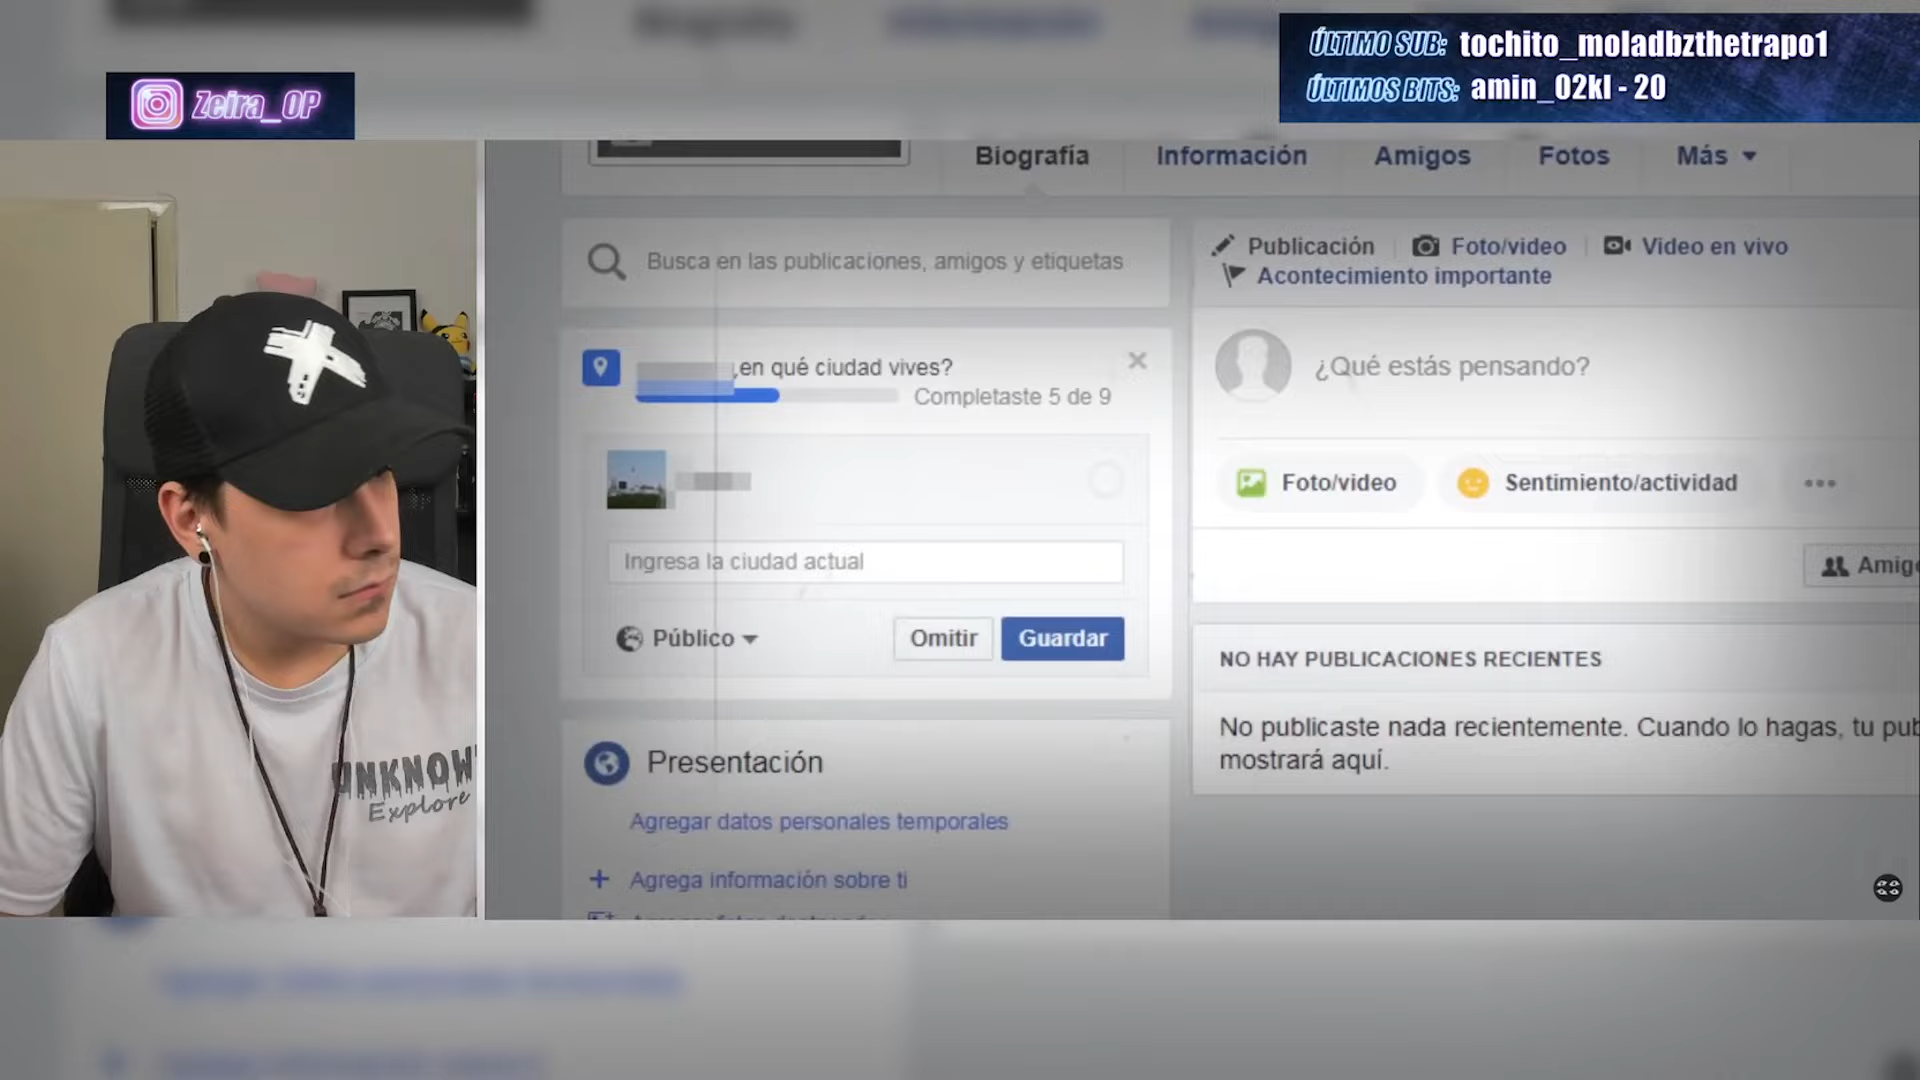 ÚLTIMO SUB: tochito_moladbzthetrapo1
ÚLTIMOS BITS: amin_02kl - 20
Zeira_OP
Biografía Información Amigos Fotos Más
Busca en las publicaciones, amigos y etiquetas
Publicación Foto/video Video en vivo
Acontecimiento importante
,en qué ciudad vives?
Completaste 5 de 9
¿Qué estás pensando?
Foto/video Sentimiento/actividad
Ingresa la ciudad actual
Público Omitir Guardar
NO HAY PUBLICACIONES RECIENTES
No publicaste nada recientemente. Cuando lo hagas, tu
mostrará aquí.
Presentación
Agregar datos personales temporales
+ Agrega información sobre ti
UNKNOW
Explore